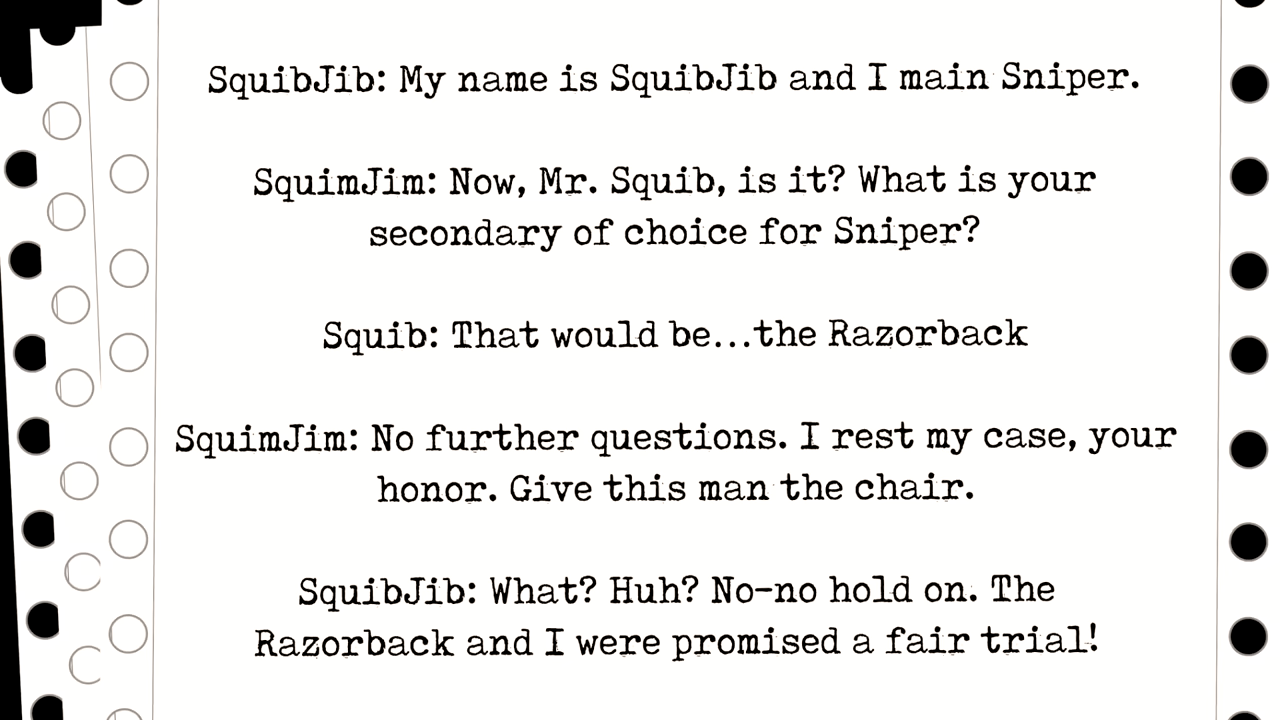 SquibJib: My name is SquibJib and I main Sniper.
SquimJim: Now, Mr. Squib, is it? What is your
secondary of choice for Sniper?
Squib: That would be...the Razorback
SquimJim: No further questions. I rest my case, your
honor. Give this man the chair.
SquibJib: What? Huh? No-no hold on. The
Razorback and I were promised a fair trial!